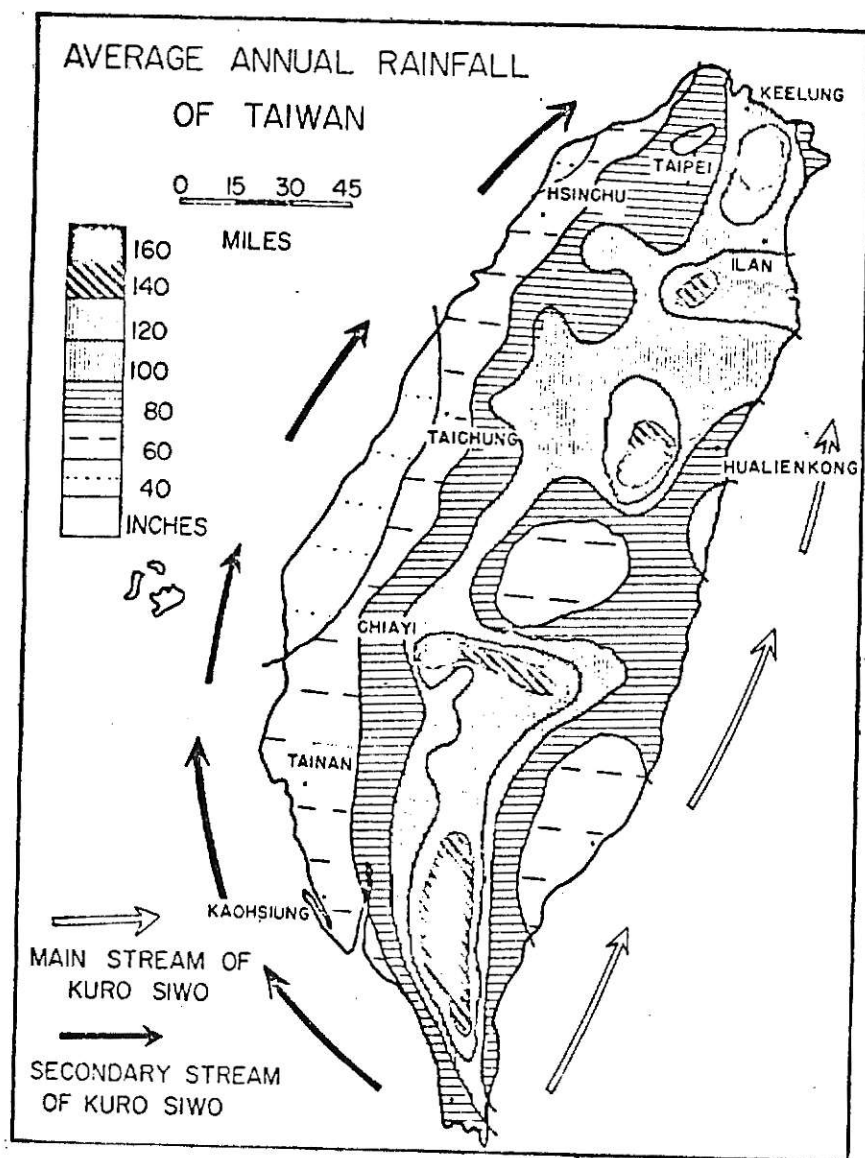 AVERAGE ANNUAL RAINFALL
OF TAIWAN
0 15 30 45
MILES
160
140
120
100
80
60
40
INCHES
KEELUNG
TAIPEI
HSINCHU
ILAN
TAICHUNG
HUALIENKONG
CHIAYI
TAINAN
KAOHSIUNG
MAIN STREAM OF
KURO SIWO
SECONDARY STREAM
OF KURO SIWO